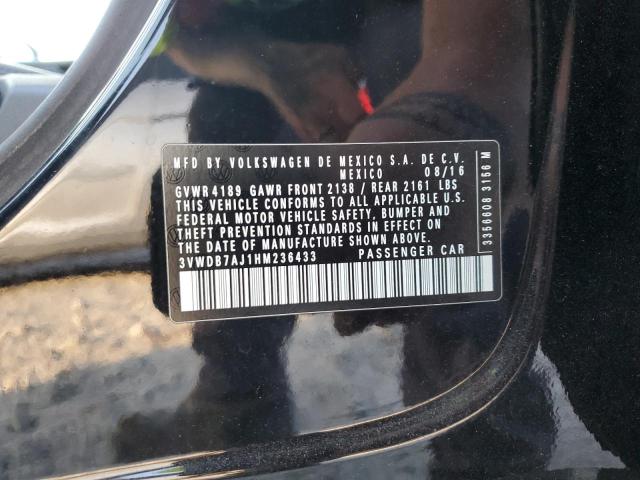 MFD BY VOLKSWAGEN DE MEXICO S.A. DE C.V.
MEXICO 08/16
GVWR 4189 GAWR FRONT 2138 / REAR 2161 LBS
THIS VEHICLE CONFORMS TO ALL APPLICABLE U.S.
FEDERAL MOTOR VEHICLE SAFETY, BUMPER AND
THEFT PREVENTION STANDARDS IN EFFECT ON
THE DATE OF MANUFACTURE SHOWN ABOVE.
3VWDB7AJ1HM236433 PASSENGER CAR
3356608 3156 M